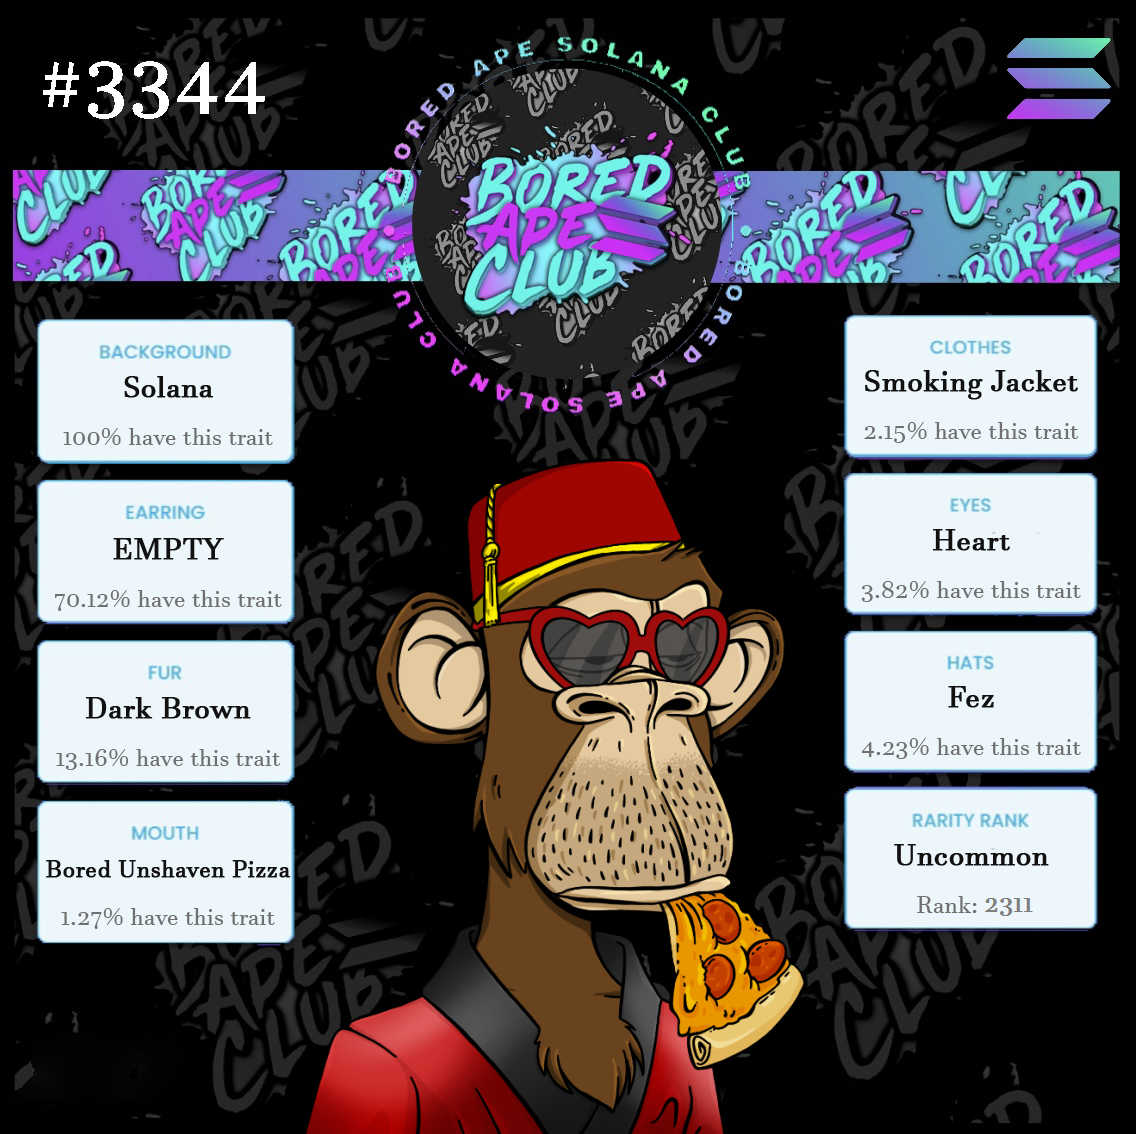 #3344
BORED APE SOLANA CLUB
BORED APE SOLANA CLUB
BORED
APE
CLUB
BACKGROUND
Solana
100% have this trait
EARRING
EMPTY
70.12% have this trait
FUR
Dark Brown
13.16% have this trait
MOUTH
Bored Unshaven Pizza
1.27% have this trait
CLOTHES
Smoking Jacket
2.15% have this trait
EYES
Heart
3.82% have this trait
HATS
Fez
4.23% have this trait
RARITY RANK
Uncommon
Rank: 2311